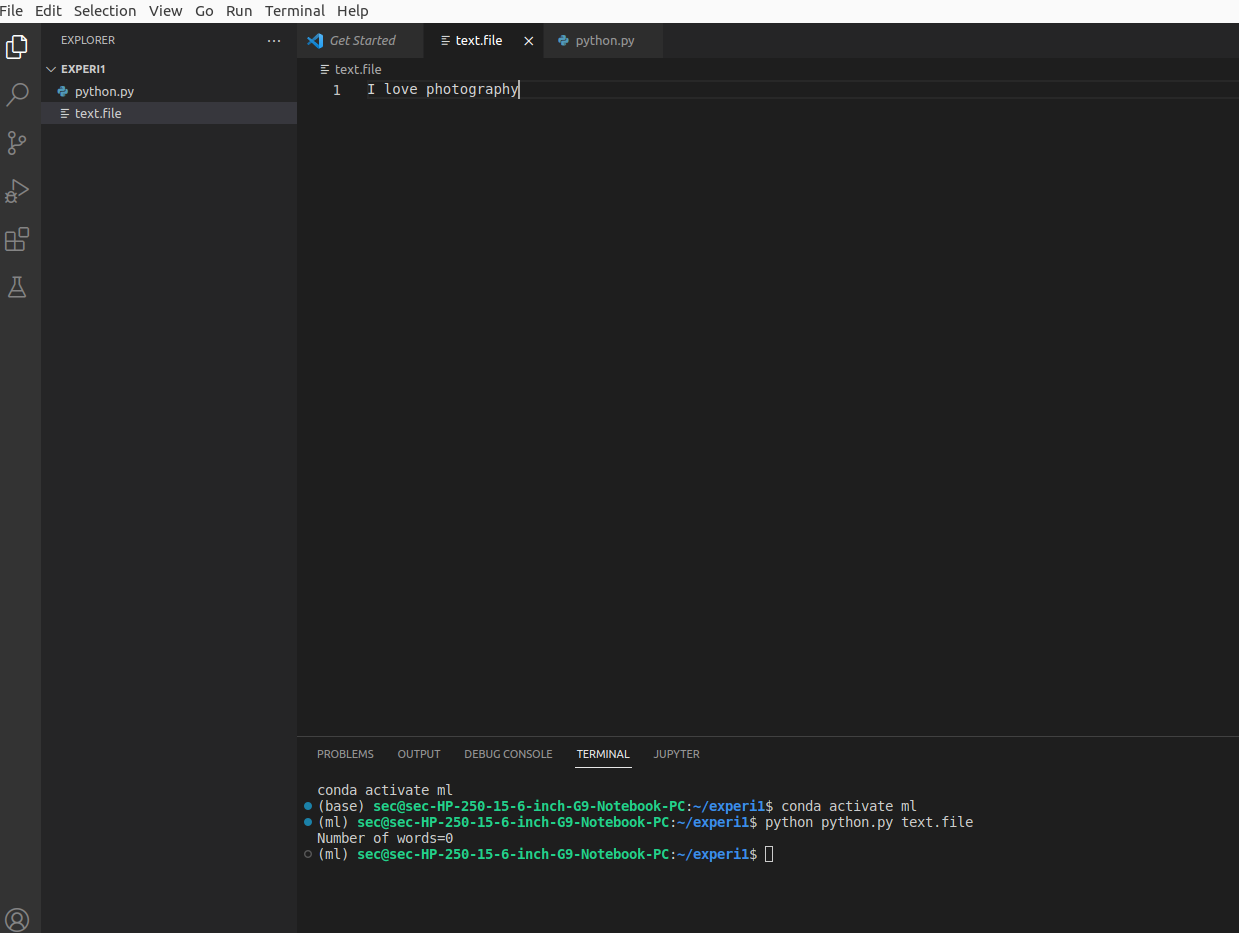 File Edit Selection View Go Run Terminal Help
EXPLORER ···
EXPERI1
python.py
text.file
Get Started text.file python.py
text.file
1 I love photography
PROBLEMS OUTPUT DEBUG CONSOLE TERMINAL JUPYTER
conda activate ml
(base) sec@sec-HP-250-15-6-inch-G9-Notebook-PC:~/experi1$ conda activate ml
(ml) sec@sec-HP-250-15-6-inch-G9-Notebook-PC:~/experi1$ python python.py text.file
Number of words=0
(ml) sec@sec-HP-250-15-6-inch-G9-Notebook-PC:~/experi1$